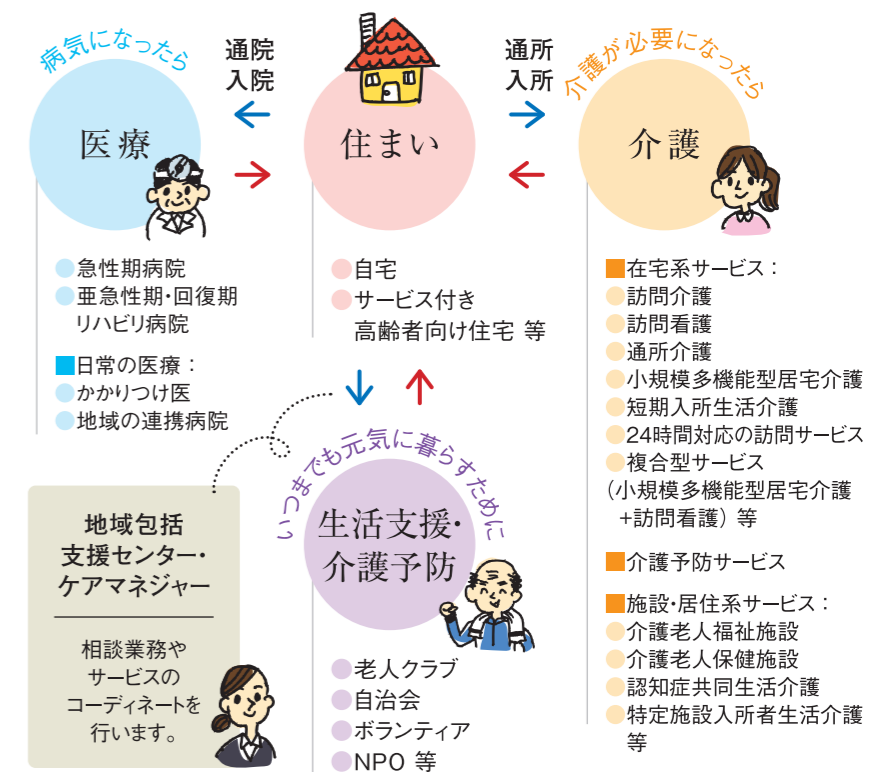 病気になったら
医療
通院
入院
住まい
通所
入所
介護が必要になったら
介護
●急性期病院
●亜急性期・回復期
リハビリ病院
■日常の医療：
●かかりつけ医
●地域の連携病院
●自宅
●サービス付き
高齢者向け住宅 等
■在宅系サービス：
●訪問介護
●訪問看護
●通所介護
●小規模多機能型居宅介護
●短期入所生活介護
●24時間対応の訪問サービス
●複合型サービス
（小規模多機能型居宅介護
+訪問看護）等
■介護予防サービス
■施設・居住系サービス：
●介護老人福祉施設
●介護老人保健施設
●認知症共同生活介護
●特定施設入所者生活介護
等
いつまでも元気に暮らすために
生活支援・
介護予防
●老人クラブ
●自治会
●ボランティア
●NPO 等
地域包括
支援センター・
ケアマネジャー
相談業務や
サービスの
コーディネートを
行います。